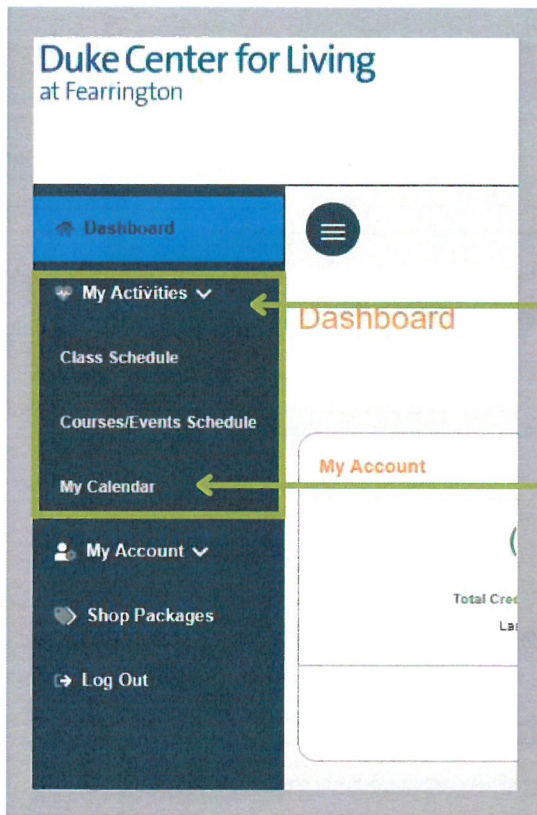 Duke Center for Living
at Fearrington
Dashboard
My Activities
Dashboard
Class Schedule
Courses/Events Schedule
My Calendar
My Account
My Account
Total
Shop Packages
Log Out